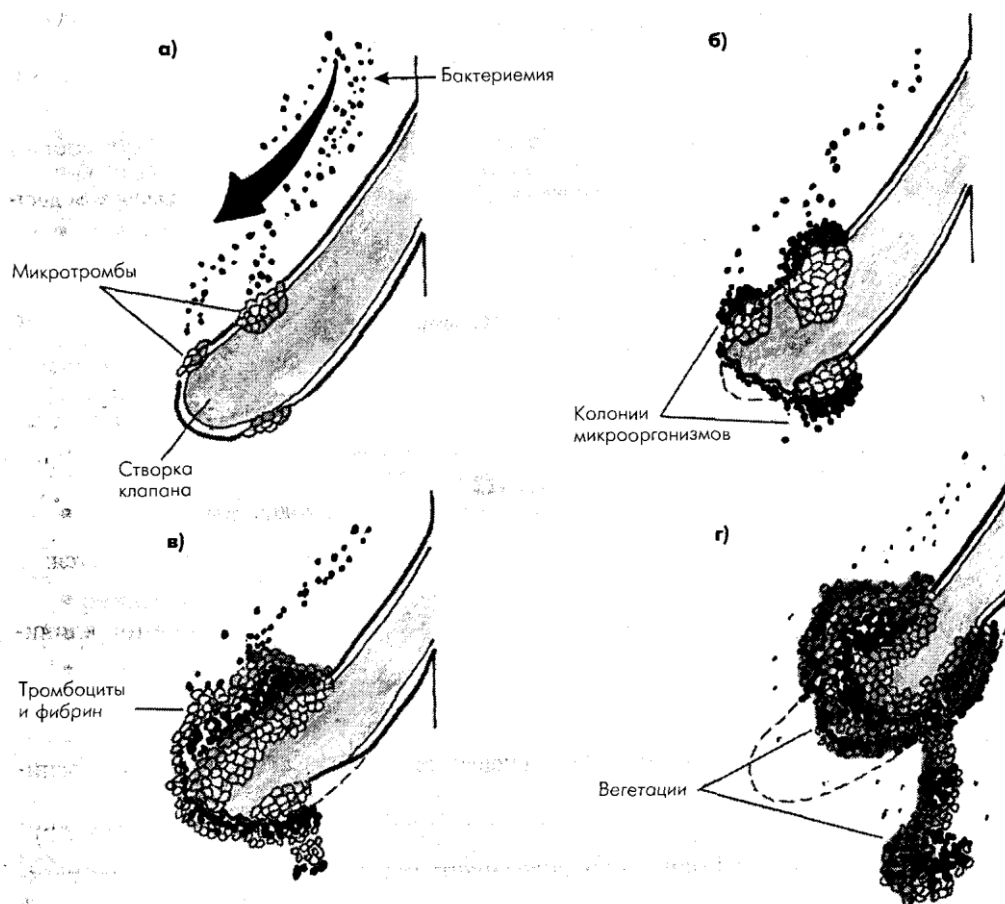 а)
Бактериемия
Микротромбы
Створка
клапана
б)
Колонии
микроорганизмов
в)
Тромбоциты
и фибрин
г)
Вегетации